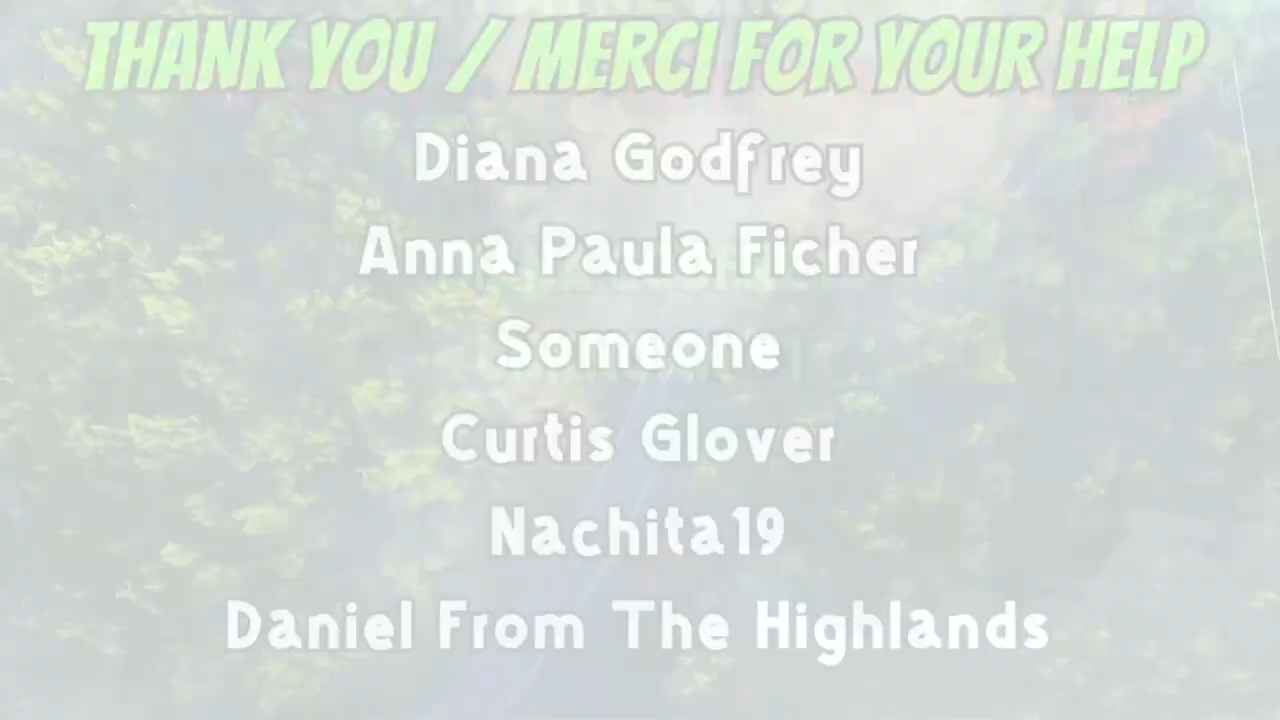 THANK YOU / MERCI FOR YOUR HELP
Diana Godfrey
Anna Paula Ficher
Someone
Curtis Glover
Nachita19
Daniel From The Highlands